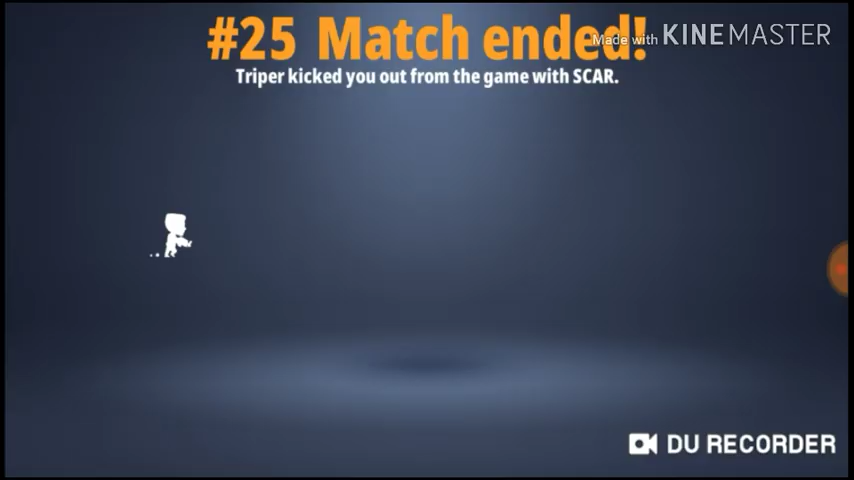 #25 Match ended!
Made with KINEMASTER
Triper kicked you out from the game with SCAR.
DU RECORDER